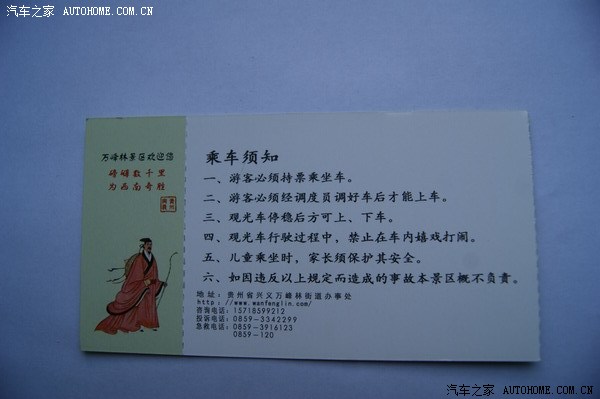 汽车之家 AUTOHOME.COM.CN
万峰林景区欢迎您
磅礴数千里
为西南奇胜
乘车须知
一、游客必须持票乘坐车。
二、游客必须经调度员调好车后才能上车。
三、观光车停稳后方可上、下车。
四、观光车行驶过程中，禁止在车内嬉戏打闹。
五、儿童乘坐时，家长须保护其安全。
六、如因违反以上规定而造成的事故本景区概不负责。
地址：贵州省兴义万峰林街道办事处
http://www.wanfenglin.com/
咨询电话：15718599212
投诉电话：0859-3342299
急救电话：0859-3916123
0859-120
汽车之家 AUTOHOME.COM.CN